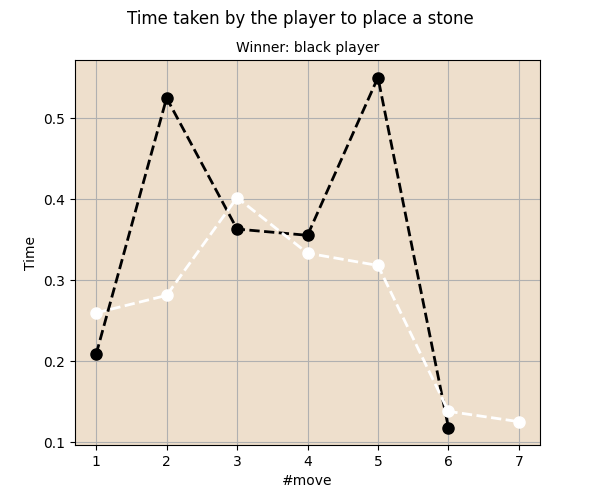 Time taken by the player to place a stone
Winner: black player
0.5
0.4
0.3
0.2
0.1
Time
1 2 3 4 5 6 7
#move